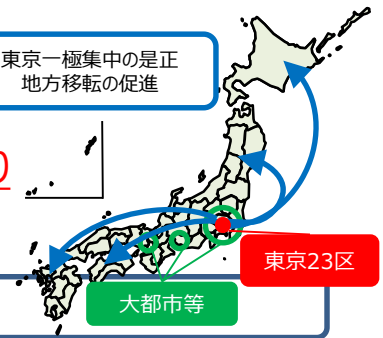 東京一極集中の是正
地方移転の促進
東京23区
大都市等